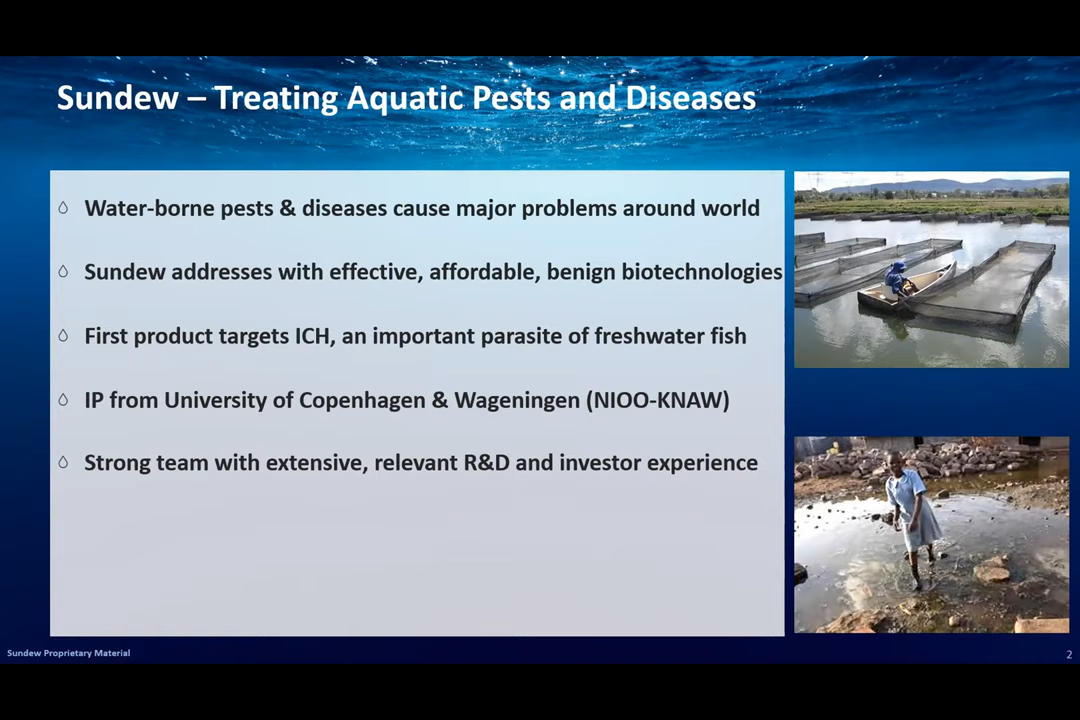 Sundew – Treating Aquatic Pests and Diseases
Water-borne pests & diseases cause major problems around world
Sundew addresses with effective, affordable, benign biotechnologies
First product targets ICH, an important parasite of freshwater fish
IP from University of Copenhagen & Wageningen (NIOO-KNAW)
Strong team with extensive, relevant R&D and investor experience
Sundew Proprietary Material
2